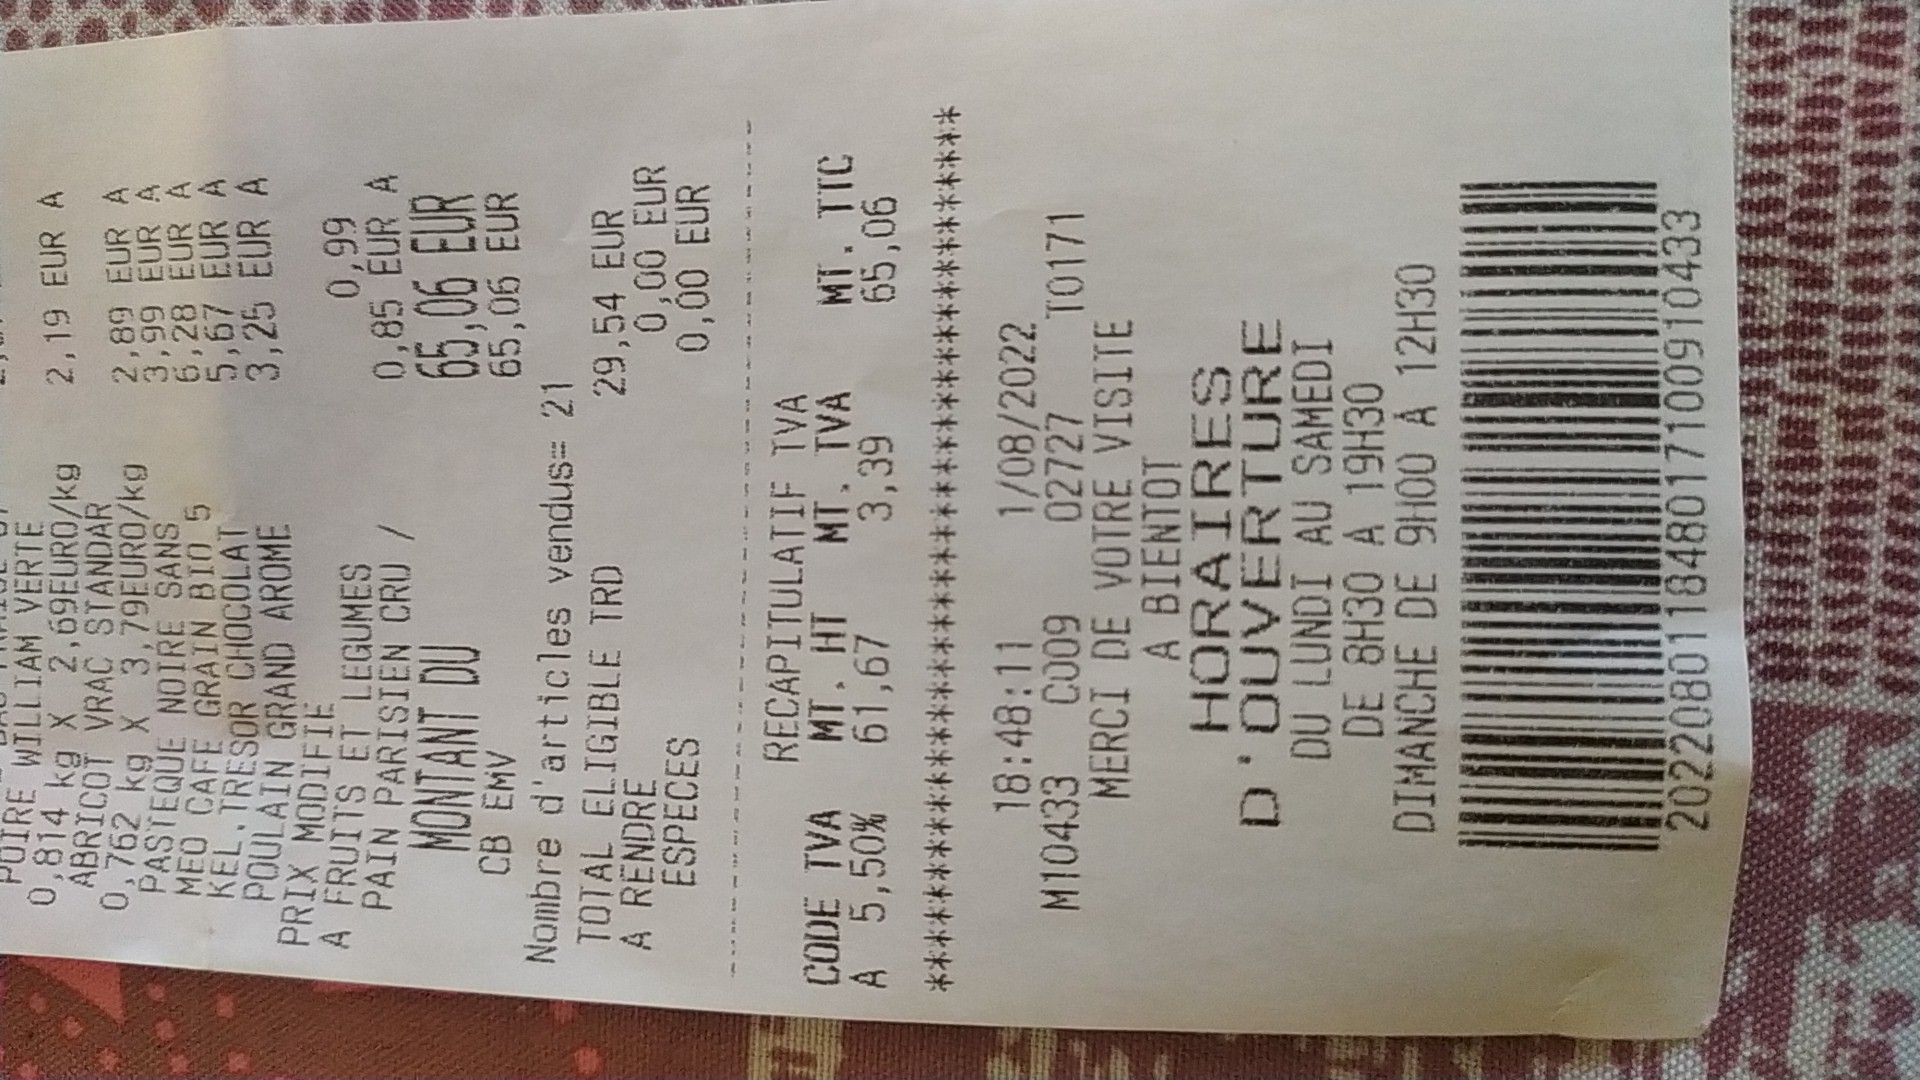 POIRE WILLIAM VERTE
0,814 kg X 2,69EURO/kg 2,19 EUR A
ABRICOT VRAC STANDAR
0,762 kg X 3,79EURO/kg 2,89 EUR A
PASTEQUE NOIRE SANS 3,99 EUR A
MEO CAFE GRAIN BIO 5 6,28 EUR A
KEL.TRESOR CHOCOLAT 5,67 EUR A
POULAIN GRAND AROME 3,25 EUR A
PRIX MODIFIE
A FRUITS ET LEGUMES 0,99
PAIN PARISIEN CRU / 0,85 EUR A
MONTANT DU 65,06 EUR
CB EMV 65,06 EUR
Nombre d'articles vendus= 21
TOTAL ELIGIBLE TRD 29,54 EUR
A RENDRE 0,00 EUR
ESPECES 0,00 EUR
RECAPITULATIF TVA
CODE TVA MT. HT MT. TVA MT. TTC
A 5,50% 61,67 3,39 65,06
****************************************
18:48:11 1/08/2022
M10433 C009 02727 T0171
MERCI DE VOTRE VISITE
A BIENTOT
HORAIRES
D'OUVERTURE
DU LUNDI AU SAMEDI
DE 8H30 A 19H30
DIMANCHE DE 9H00 À 12H30
202208011848017100910433